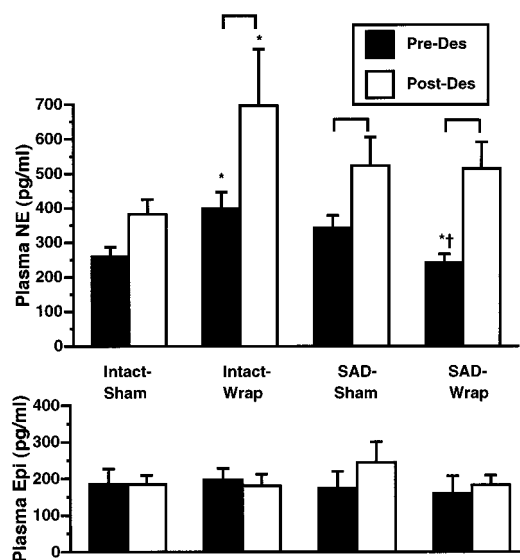 Pre-Des
Post-Des
Plasma NE (pg/ml)
700
600
500
400
300
200
100
0
*
*
*†
Intact-Sham
Intact-Wrap
SAD-Sham
SAD-Wrap
Plasma Epi (pg/ml)
400
300
200
100
0